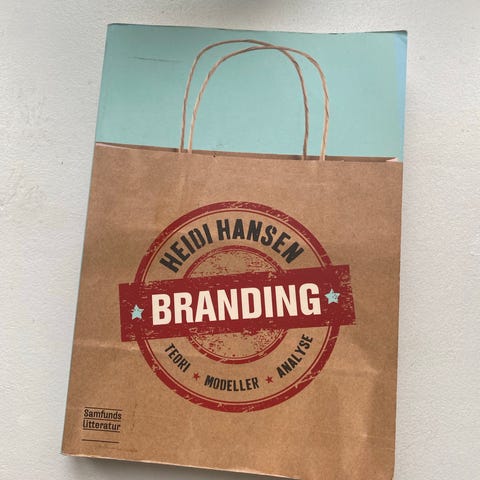 HEIDI HANSEN
BRANDING
TEORI ★ MODELLER ★ ANALYSE
Samfunds
litteratur